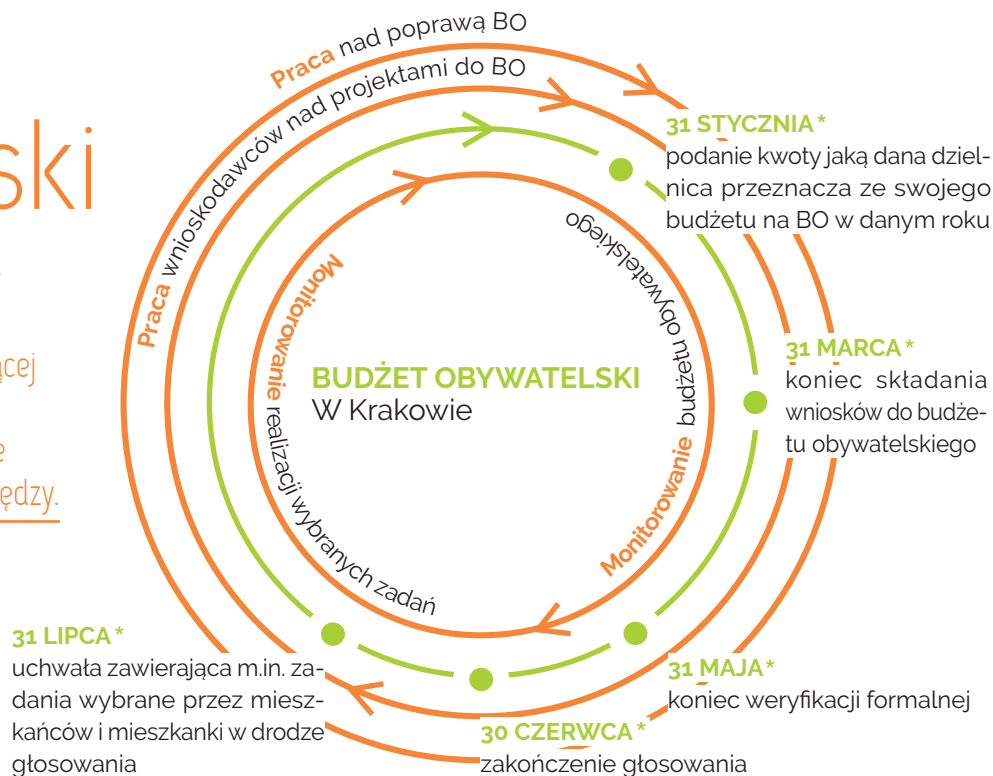 ski
ącej
ędzy.
Praca nad poprawą BO
Praca wnioskodawców nad projektami do BO
Monitorowanie realizacji wybranych zadań
Monitorowanie budżetu obywatelskiego
BUDŻET OBYWATELSKI
W Krakowie
31 STYCZNIA*
podanie kwoty jaką dana dziel-
nica przeznacza ze swojego
budżetu na BO w danym roku
31 MARCA*
koniec składania
wniosków do budże-
tu obywatelskiego
31 MAJA*
koniec weryfikacji formalnej
30 CZERWCA*
zakończenie głosowania
31 LIPCA*
uchwała zawierająca m.in. za-
dania wybrane przez miesz-
kańców i mieszkanki w drodze
głosowania